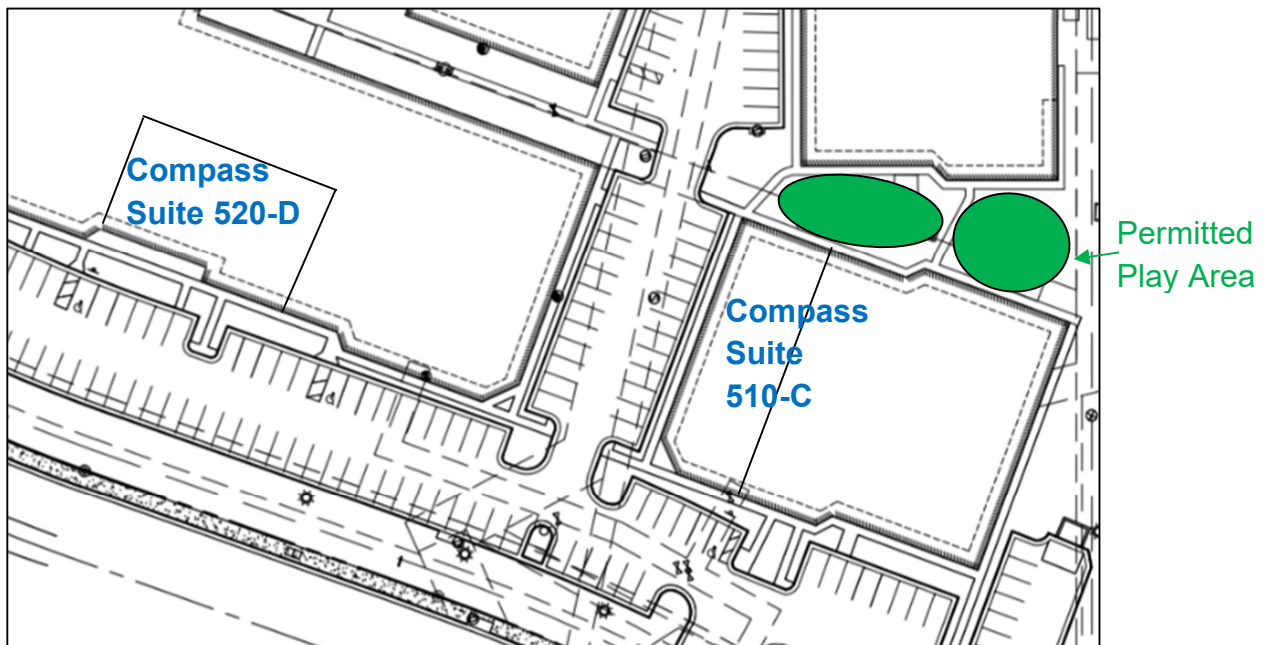 Compass
Suite 520-D
Compass
Suite
510-C
Permitted
Play Area